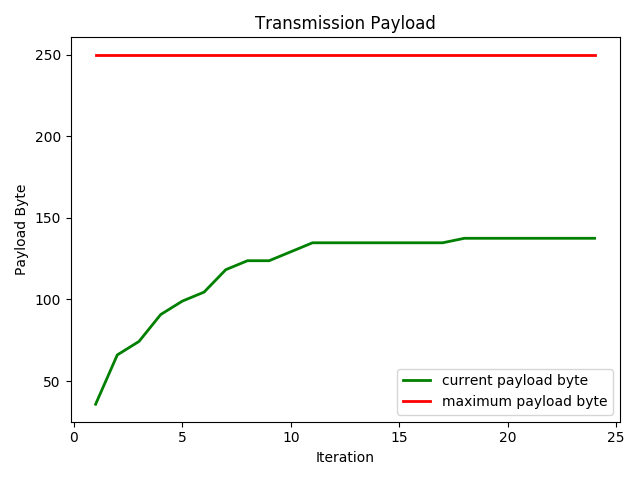 Transmission Payload
250
200
150
100
50
Payload Byte
0
5
10
15
20
25
Iteration
current payload byte
maximum payload byte